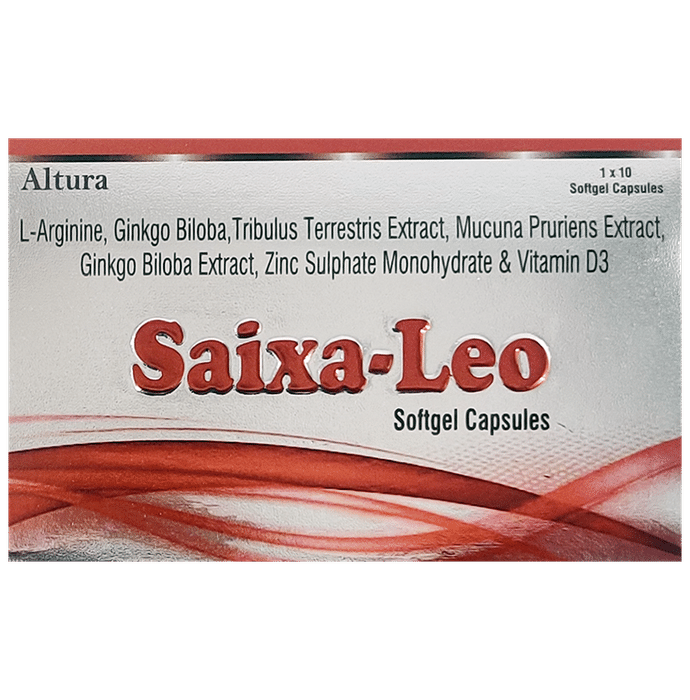 Altura
1 x 10
Softgel Capsules
L-Arginine, Ginkgo Biloba,Tribulus Terrestris Extract, Mucuna Pruriens Extract,
Ginkgo Biloba Extract, Zinc Sulphate Monohydrate & Vitamin D3
Saixa-Leo
Softgel Capsules